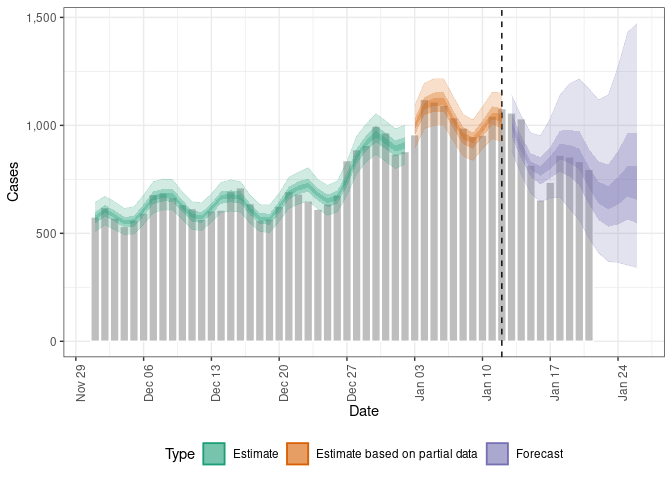 1,500
1,000
500
0
Cases
Nov 29
Dec 06
Dec 13
Dec 20
Dec 27
Jan 03
Jan 10
Jan 17
Jan 24
Date
Type Estimate Estimate based on partial data Forecast